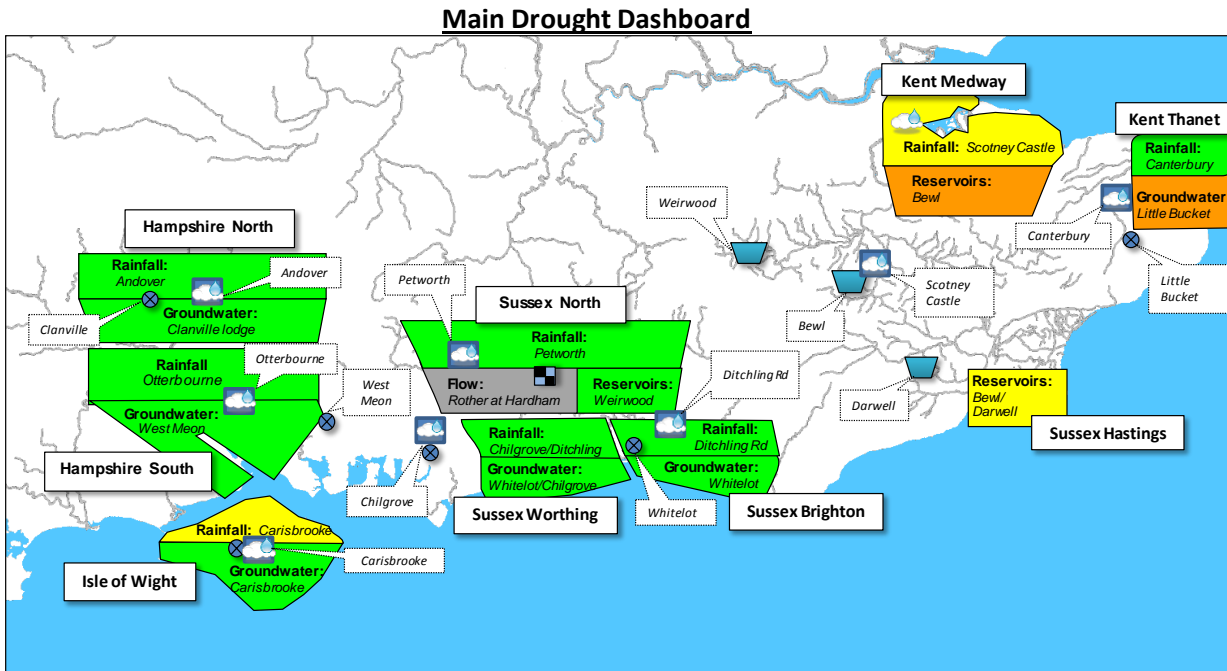 Main Drought Dashboard
Kent Medway
Rainfall: Scotney Castle
Reservoirs:
Bewl
Kent Thanet
Rainfall:
Canterbury
Groundwater
Little Bucket
Canterbury
Little
Bucket
Weirwood
Scotney
Castle
Bewl
Darwell
Reservoirs:
Bewl/
Darwell
Sussex Hastings
Hampshire North
Rainfall:
Andover
Andover
Groundwater:
Clanville lodge
Clanville
Rainfall
Otterbourne
Otterbourne
Groundwater:
West Meon
West
Meon
Hampshire South
Petworth
Sussex North
Rainfall:
Petworth
Flow:
Rother at Hardham
Reservoirs:
Weirwood
Ditchling Rd
Chilgrove
Rainfall:
Chilgrove/Ditchling
Groundwater:
Whitelot/Chilgrove
Sussex Worthing
Rainfall:
Ditchling Rd
Groundwater:
Whitelot
Whitelot
Sussex Brighton
Rainfall: Carisbrooke
Groundwater:
Carisbrooke
Carisbrooke
Isle of Wight